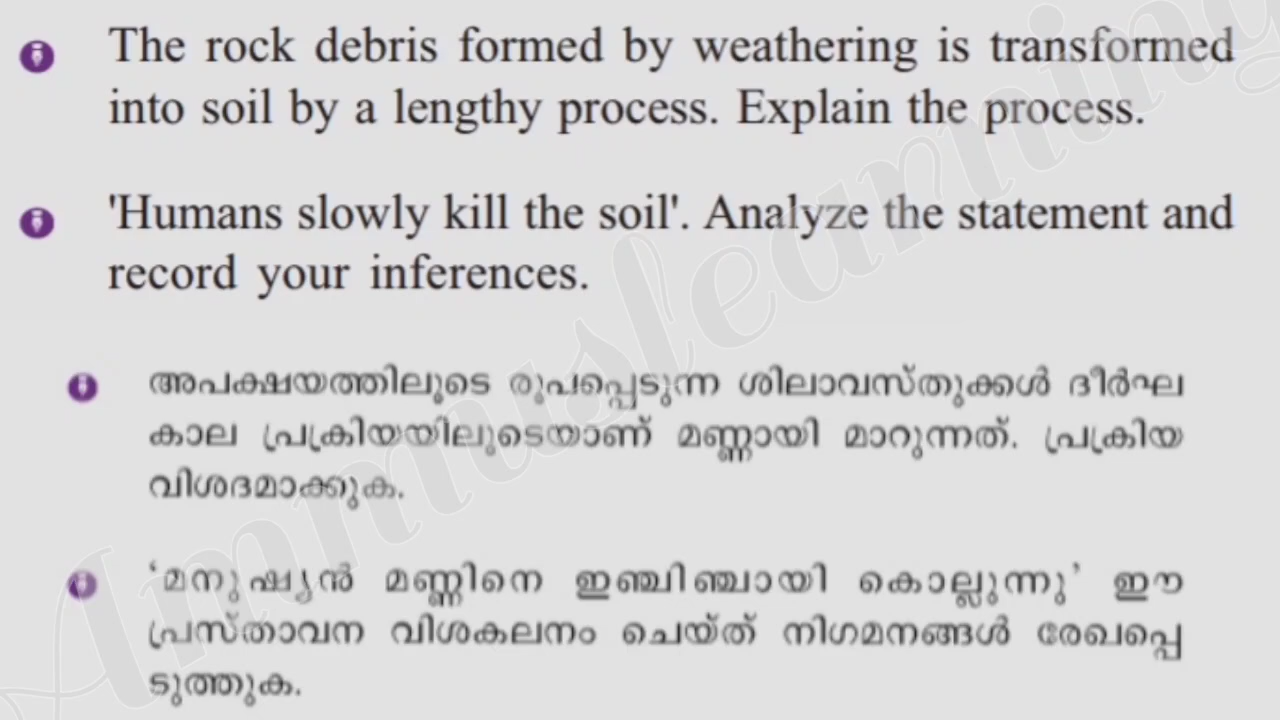 The rock debris formed by weathering is transformed
into soil by a lengthy process. Explain the process.
'Humans slowly kill the soil'. Analyze the statement and
record your inferences.
അപക്ഷയത്തിലൂടെ രൂപപ്പെടുന്ന ശിലാവസ്തുക്കൾ ദീർഘ
കാല പ്രക്രിയയിലൂടെയാണ് മണ്ണായി മാറുന്നത്. പ്രക്രിയ
വിശദമാക്കുക.
‘മനുഷ്യൻ മണ്ണിനെ ഇഞ്ചിഞ്ചായി കൊല്ലുന്നു’ ഈ
പ്രസ്താവന വിശകലനം ചെയ്ത് നിഗമനങ്ങൾ രേഖപ്പെ
ടുത്തുക.
Ammuslearning